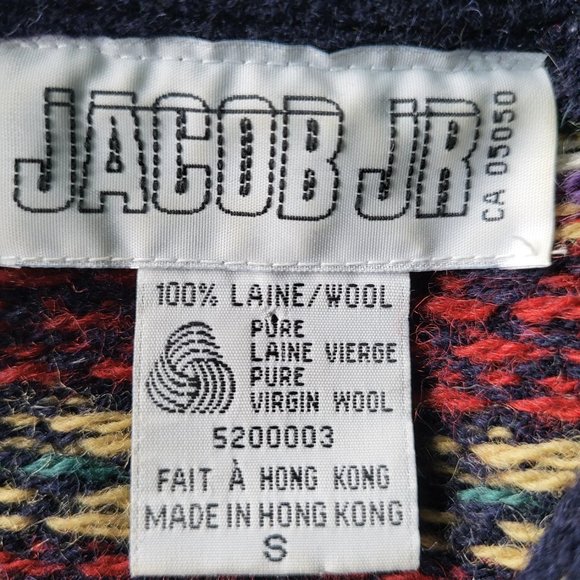 JACOB JR
CA 05050
100% LAINE/WOOL
PURE
LAINE VIERGE
PURE
VIRGIN WOOL
5200003
FAIT À HONG KONG
MADE IN HONG KONG
S